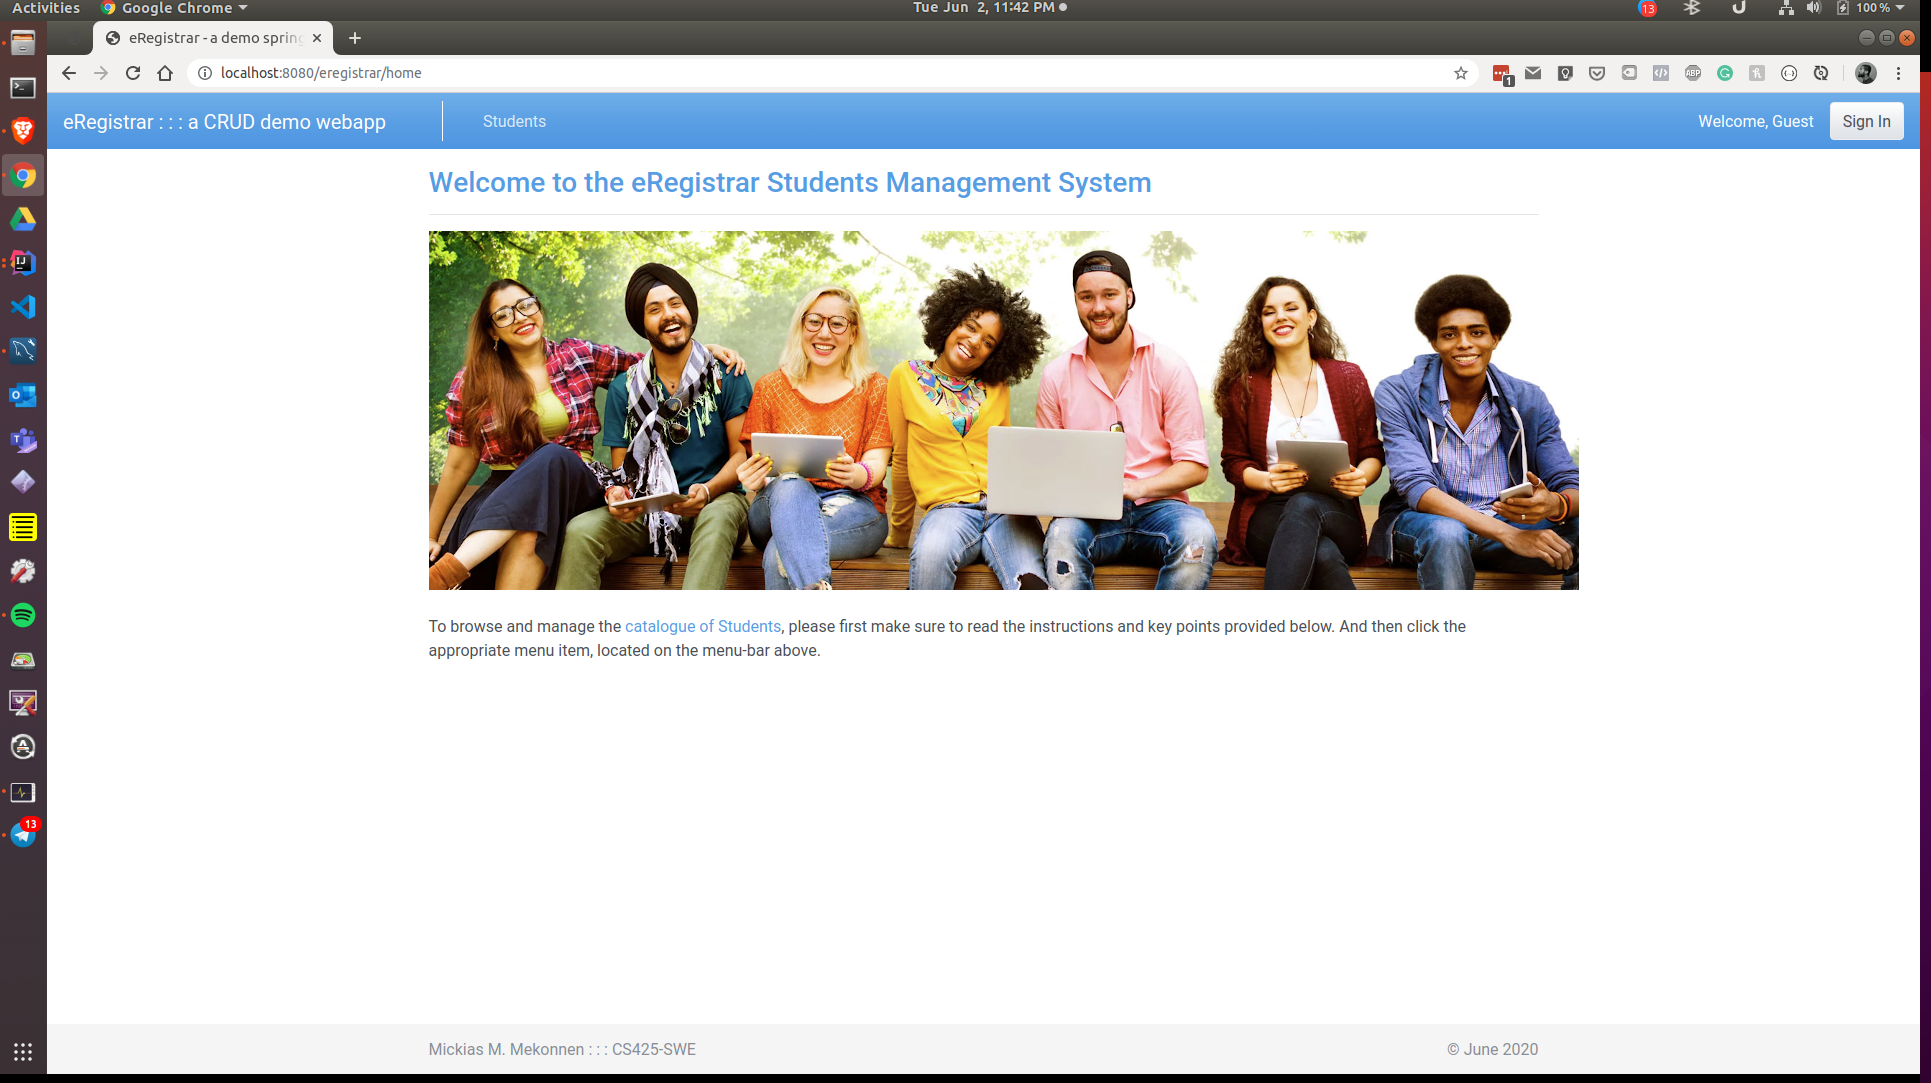 Activities
Google Chrome
Tue Jun 2, 11:42 PM
13
100 %
eRegistrar - a demo spring
localhost:8080/eregistrar/home
1
ABP
eRegistrar : : : a CRUD demo webapp
Students
Welcome, Guest
Sign In
Welcome to the eRegistrar Students Management System
To browse and manage the catalogue of Students, please first make sure to read the instructions and key points provided below. And then click the
appropriate menu item, located on the menu-bar above.
13
Mickias M. Mekonnen : : : CS425-SWE
© June 2020